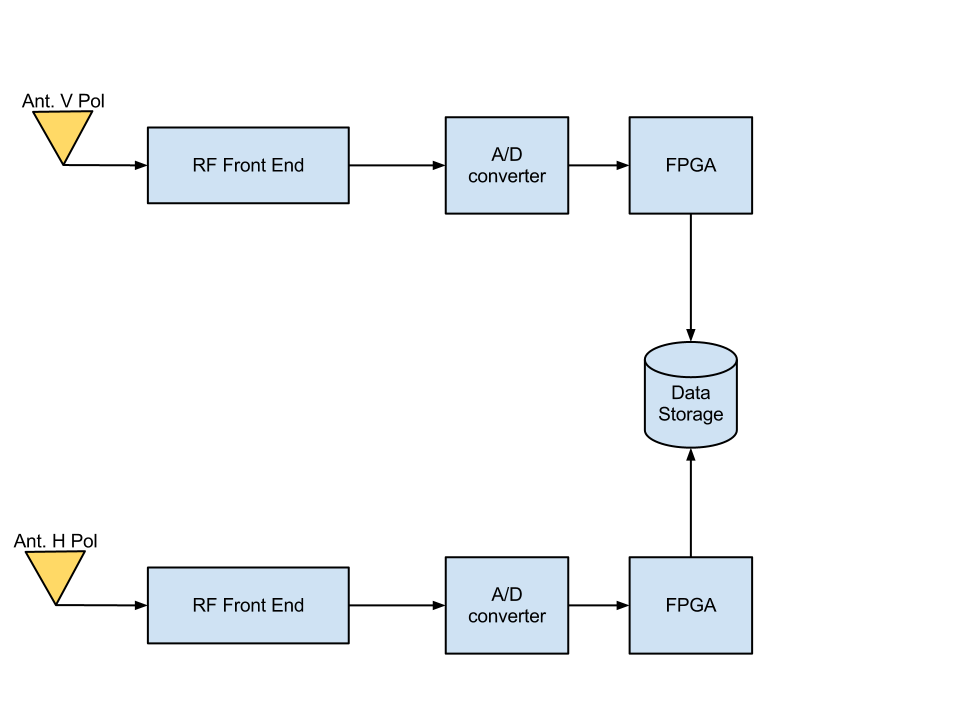 Ant. V Pol
RF Front End
A/D
converter
FPGA
Data
Storage
Ant. H Pol
RF Front End
A/D
converter
FPGA